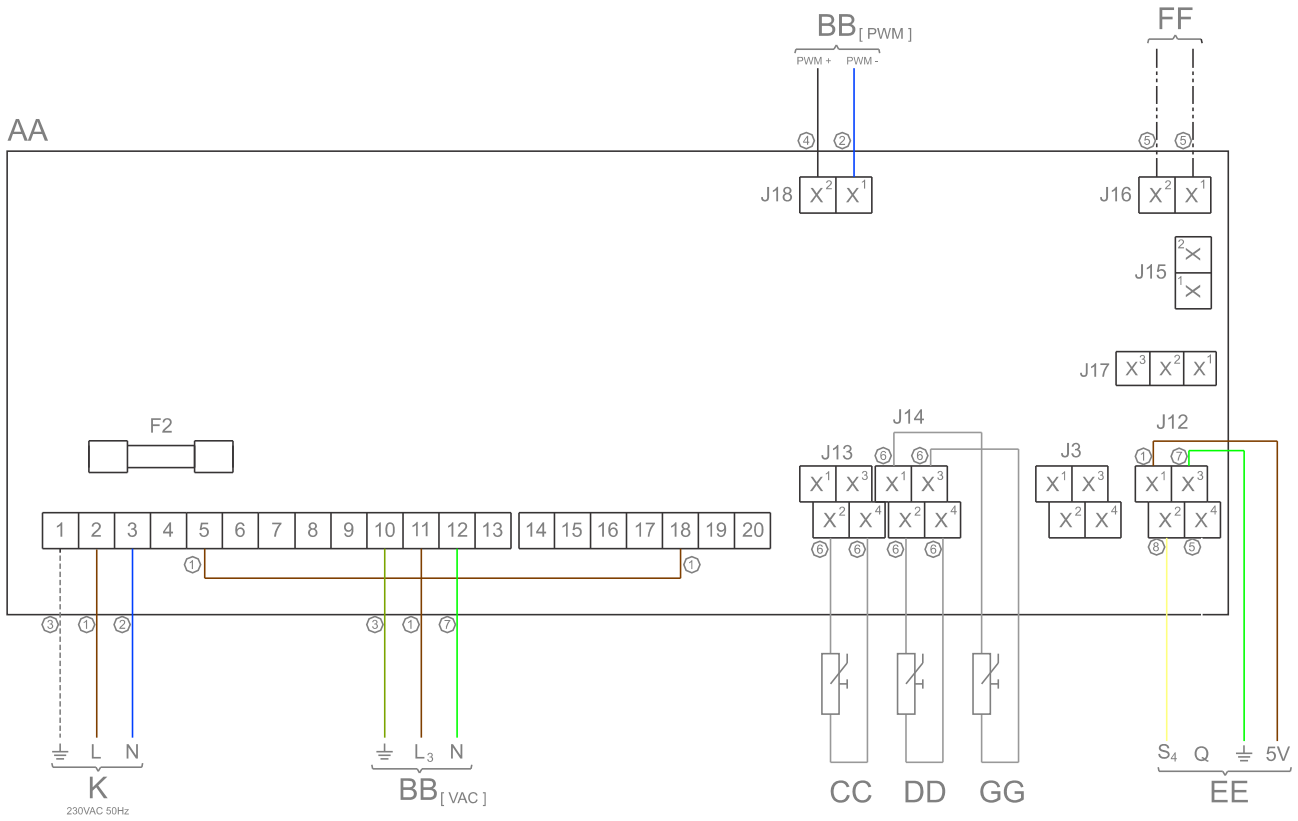 FF
BB [ PWM ]
PWM + PWM -
AA
4 2 5 5
J18 X2 X1 J16 X2 X1
2 X
J15
1 X
J17 X3 X2 X1
J14
J12
F2
J13 6 6 J3 1 7
X1 X3 X1 X3 X1 X3 X1 X3
X2 X4 X2 X4 X2 X4 X2 X4
1 2 3 4 5 6 7 8 9 10 11 12 13 14 15 16 17 18 19 20
6 6 6 6 8 5
1 1
3 1 2 3 1 7
L N L3 N S4 Q 5V
K BB [ VAC ] CC DD GG EE
230VAC 50Hz